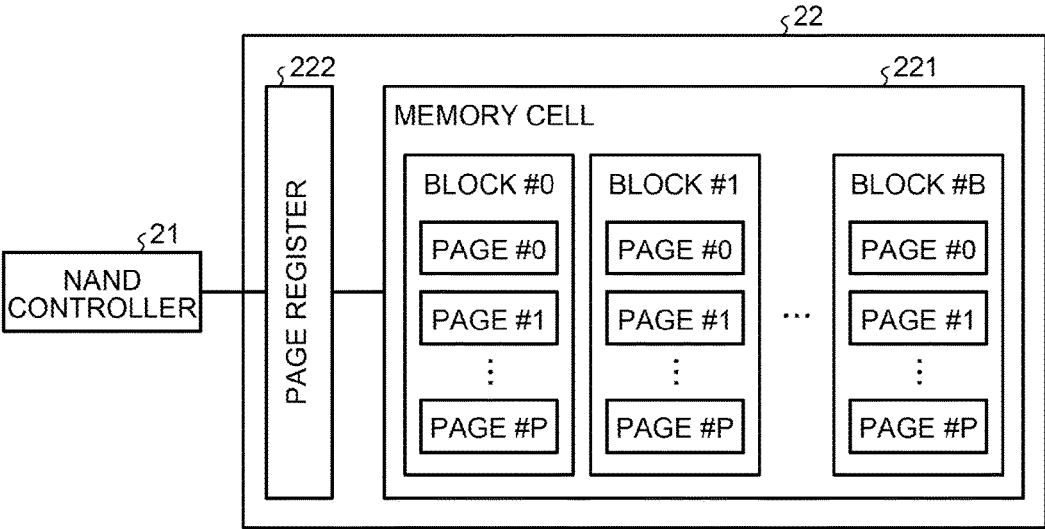 22
222
221
MEMORY CELL
BLOCK #0
BLOCK #1
BLOCK #B
PAGE #0
PAGE #0
PAGE #0
21
NAND
CONTROLLER
PAGE REGISTER
PAGE #1
PAGE #1
...
PAGE #1
PAGE #P
PAGE #P
PAGE #P